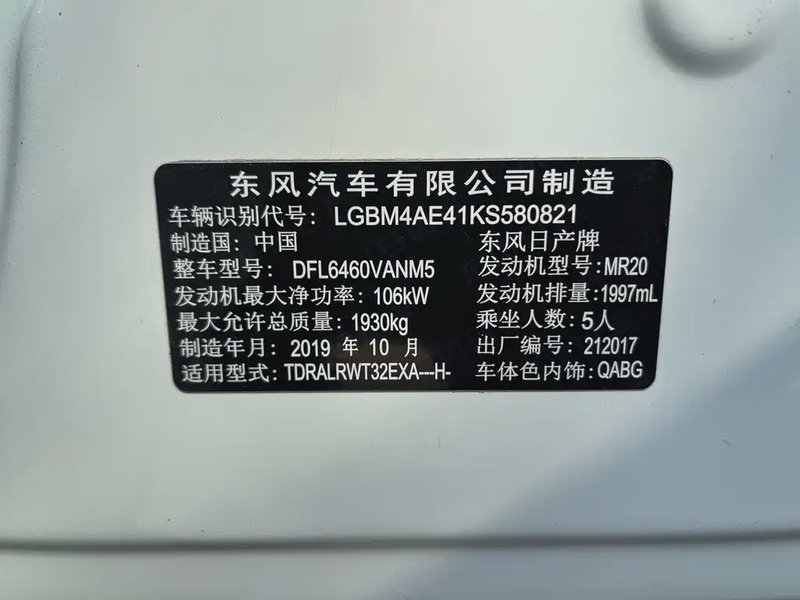 东风汽车有限公司制造
车辆识别代号: LGBM4AE41KS580821
制造国: 中国 东风日产牌
整车型号: DFL6460VANM5 发动机型号: MR20
发动机最大净功率: 106kW 发动机排量: 1997mL
最大允许总质量: 1930kg 乘坐人数: 5人
制造年月: 2019 年 10 月 出厂编号: 212017
适用型式: TDRALRWT32EXA---H- 车体色内饰: QABG